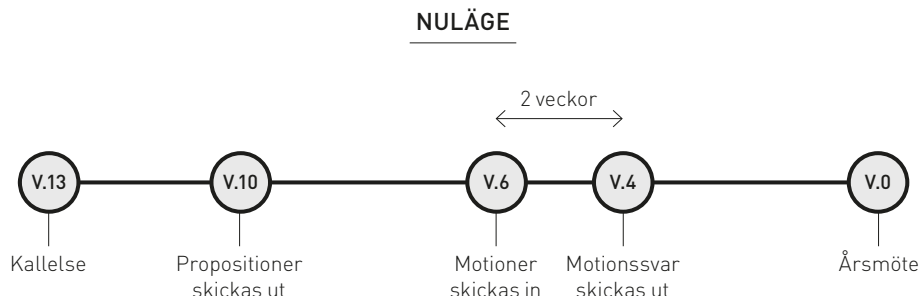 NULÄGE
2 veckor
V.13
V.10
V.6
V.4
V.0
Kallelse
Propositioner
skickas ut
Motioner
skickas in
Motionssvar
skickas ut
Årsmöte